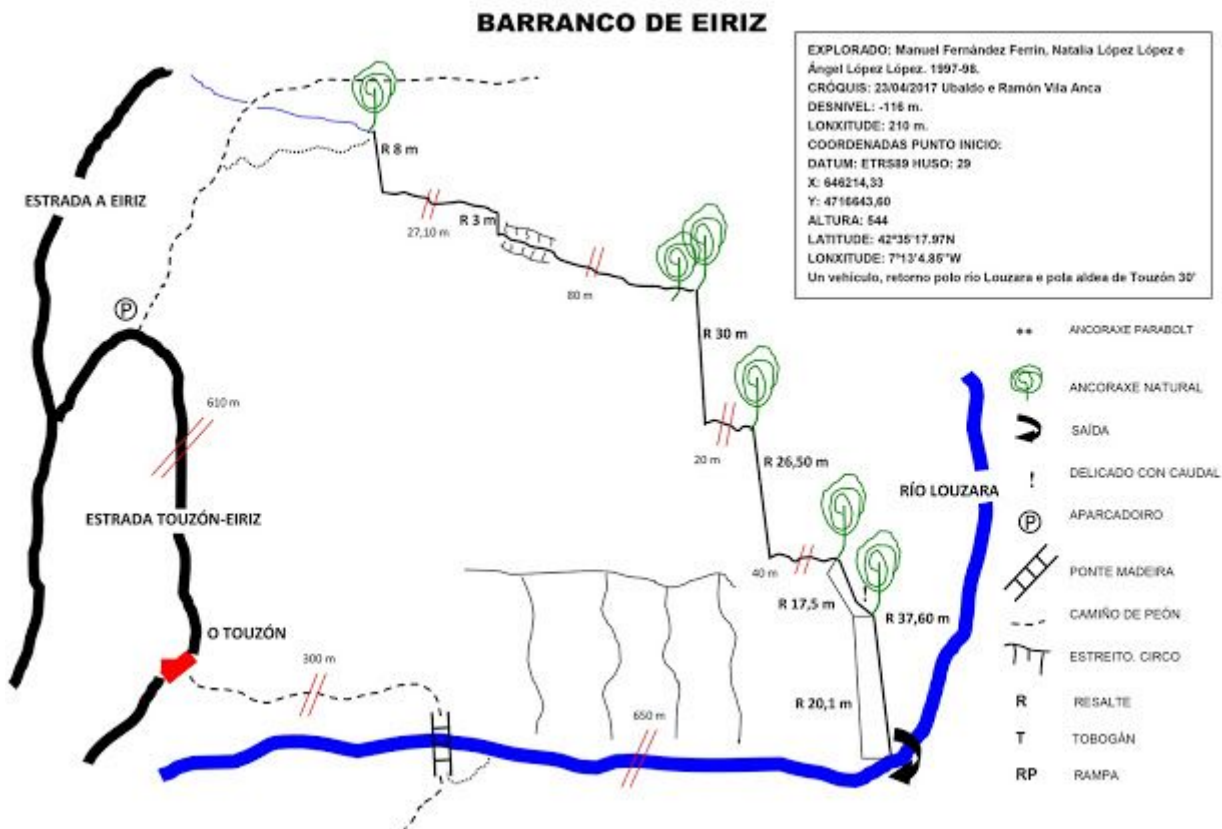 BARRANCO DE EIRIZ
EXPLORADO: Manuel Fernández Ferrin, Natalia López López e
Ángel López López. 1997-98.
CRÓQUIS: 23/04/2017 Ubaldo e Ramón Vila Anca
DESNIVEL: -116 m.
LONXITUDE: 210 m.
COORDENADAS PUNTO INICIO:
DATUM: ETRS89 HUSO: 29
X: 646214,33
Y: 4716643,60
ALTURA: 544
LATITUDE: 42º35'17.97N
LONXITUDE: 7º13'4.85''W
Un vehículo, retorno polo río Louzara e pola aldea de Touzón 30'
R 8 m
ESTRADA A EIRIZ
R 3 m
27,10 m
80 m
P
R 30 m
610 m
20 m
R 26,50 m
RÍO LOUZARA
ESTRADA TOUZÓN-EIRIZ
40 m
!
R 17,5 m
R 37,60 m
O TOUZÓN
300 m
R 20,1 m
650 m
ANCORAXE PARABOLT
ANCORAXE NATURAL
SAÍDA
! DELICADO CON CAUDAL
P APARCADOIRO
PONTE MADEIRA
CAMIÑO DE PEÓN
ESTREITO. CIRCO
R RESALTE
T TOBOGÁN
RP RAMPA